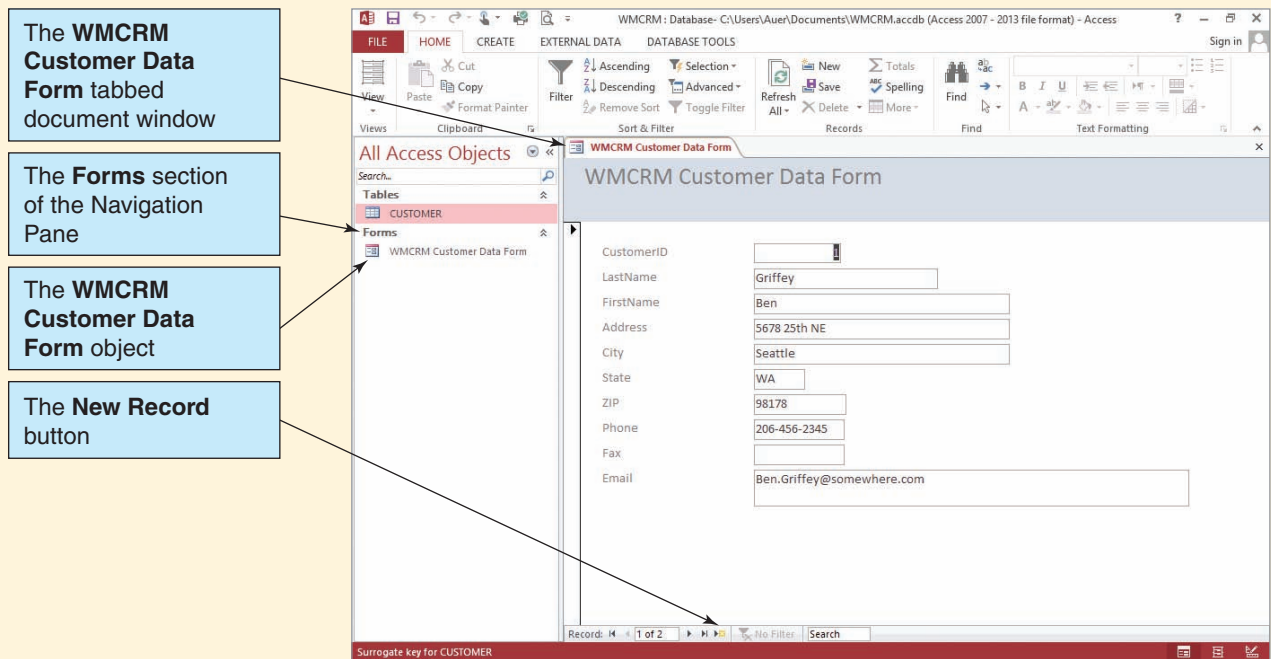 The WMCRM
Customer Data
Form tabbed
document window
The Forms section
of the Navigation
Pane
The WMCRM
Customer Data
Form object
The New Record
button
WMCRM : Database- C:\Users\Auer\Documents\WMCRM.accdb (Access 2007 - 2013 file format) - Access
FILE HOME CREATE EXTERNAL DATA DATABASE TOOLS Sign in
View
Views
Paste
Cut
Copy
Format Painter
Clipboard
Filter
Ascending
Descending
Remove Sort
Selection
Advanced
Toggle Filter
Sort & Filter
Refresh
All
New
Save
Delete
Totals
Spelling
More
Records
Find
Find
B I U
A
Text Formatting
All Access Objects
Search...
Tables
CUSTOMER
Forms
WMCRM Customer Data Form
WMCRM Customer Data Form
WMCRM Customer Data Form
CustomerID 1
LastName Griffey
FirstName Ben
Address 5678 25th NE
City Seattle
State WA
ZIP 98178
Phone 206-456-2345
Fax
Email Ben.Griffey@somewhere.com
Record: 1 of 2 No Filter Search
Surrogate key for CUSTOMER